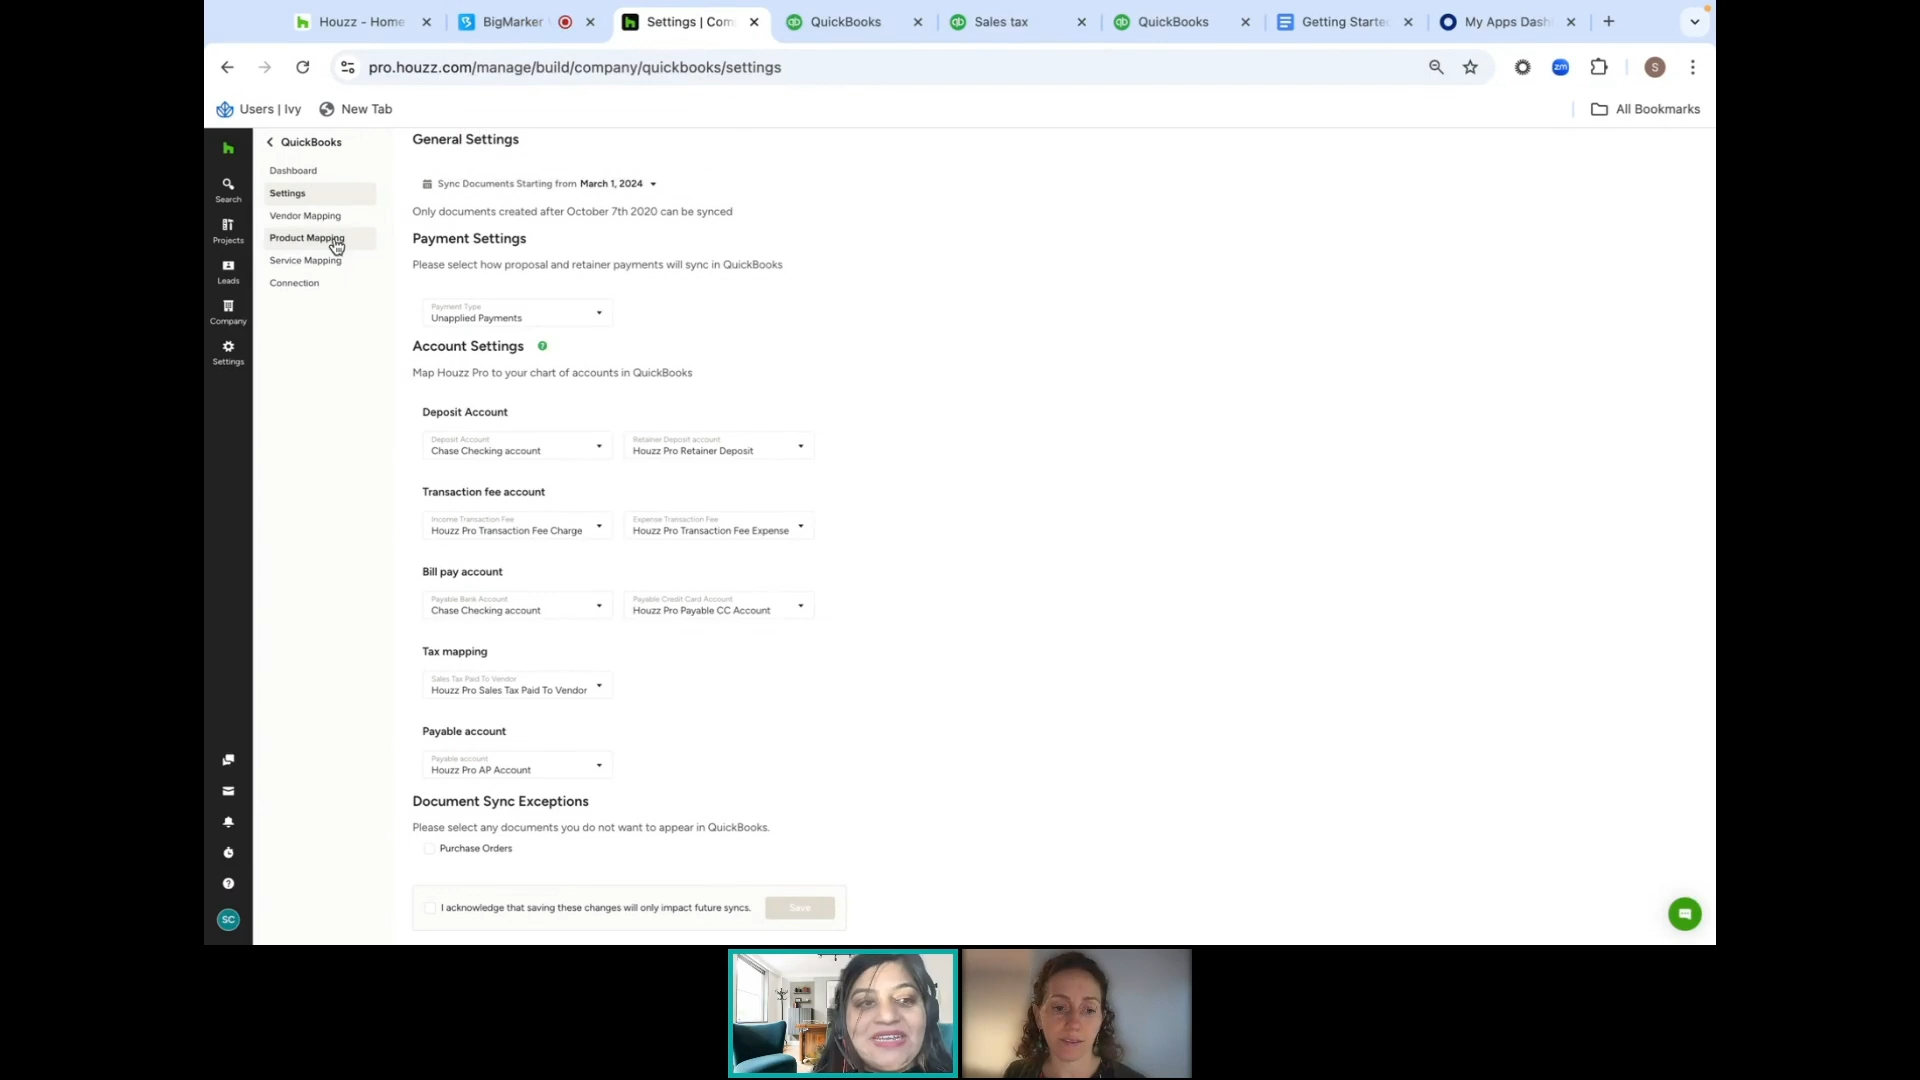 Houzz - Home
BigMarker
Settings | Com
QuickBooks
Sales tax
QuickBooks
Getting Starte
My Apps Dash
pro.houzz.com/manage/build/company/quickbooks/settings
zm
S
Users | Ivy
New Tab
All Bookmarks
Search
Projects
Leads
Company
Settings
SC
QuickBooks
Dashboard
Settings
Vendor Mapping
Product Mapping
Service Mapping
Connection
General Settings
Sync Documents Starting from March 1, 2024
Only documents created after October 7th 2020 can be synced
Payment Settings
Please select how proposal and retainer payments will sync in QuickBooks
Payment Type
Unapplied Payments
Account Settings
Map Houzz Pro to your chart of accounts in QuickBooks
Deposit Account
Deposit Account
Chase Checking account
Retainer Deposit account
Houzz Pro Retainer Deposit
Transaction fee account
Income Transaction Fee
Houzz Pro Transaction Fee Charge
Expense Transaction Fee
Houzz Pro Transaction Fee Expense
Bill pay account
Payable Bank Account
Chase Checking account
Payable Credit Card Account
Houzz Pro Payable CC Account
Tax mapping
Sales Tax Paid To Vendor
Houzz Pro Sales Tax Paid To Vendor
Payable account
Payable account
Houzz Pro AP Account
Document Sync Exceptions
Please select any documents you do not want to appear in QuickBooks.
Purchase Orders
I acknowledge that saving these changes will only impact future syncs.
Save